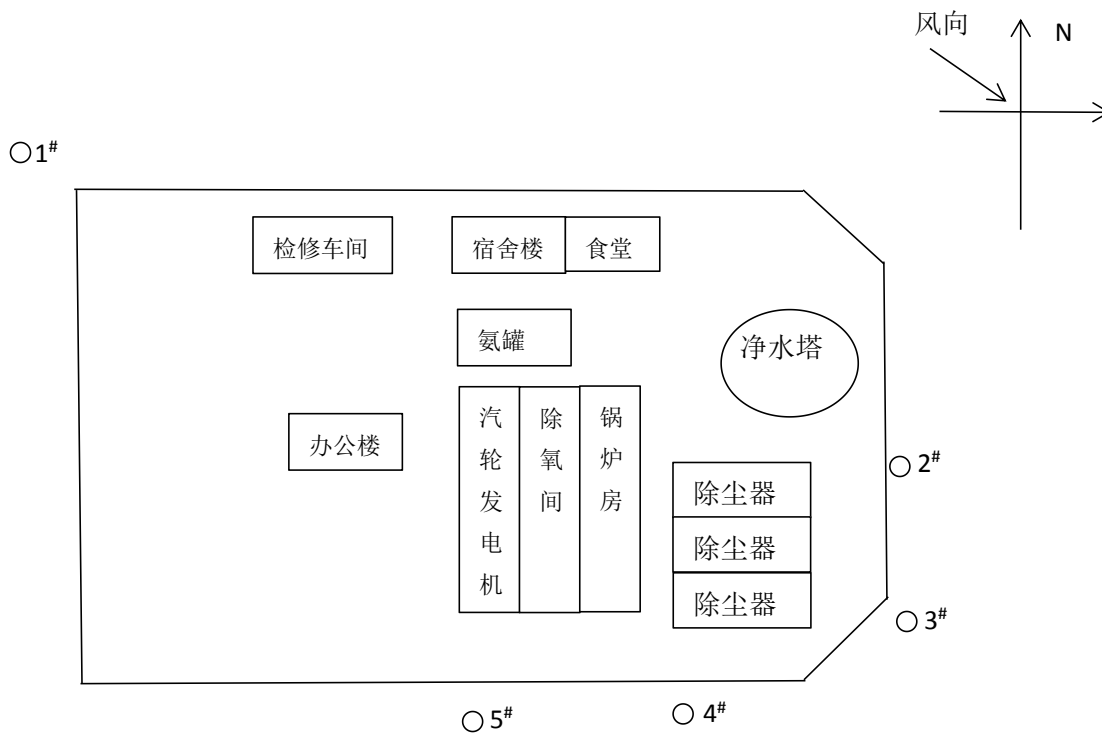 风向
N
1#
检修车间
宿舍楼
食堂
氨罐
净水塔
汽轮发电机
除氧间
锅炉房
办公楼
2#
除尘器
除尘器
除尘器
3#
4#
5#